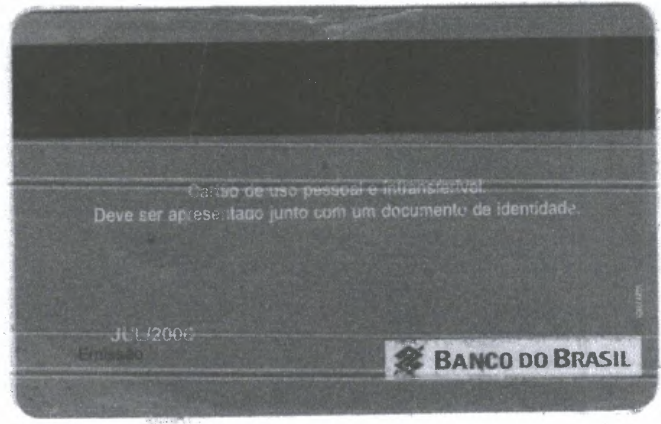 Cartão de uso pessoal e intransferível.
Deve ser apresentado junto com um documento de identidade.
Emissão
BANCO DO BRASIL